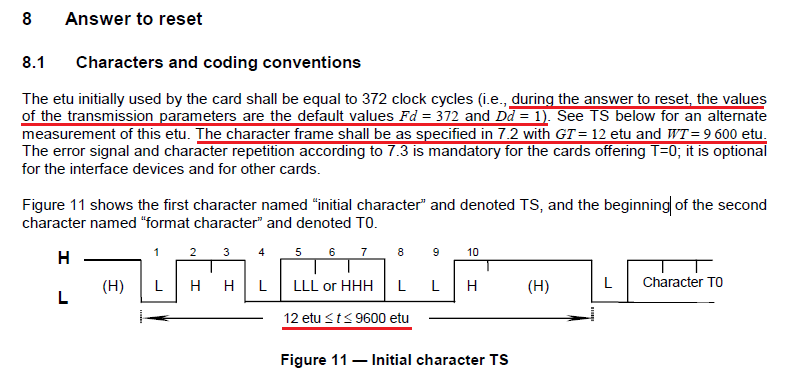 8 Answer to reset
8.1 Characters and coding conventions
The etu initially used by the card shall be equal to 372 clock cycles (i.e., during the answer to reset, the values
of the transmission parameters are the default values Fd = 372 and Dd = 1). See TS below for an alternate
measurement of this etu. The character frame shall be as specified in 7.2 with GT = 12 etu and WT = 9 600 etu.
The error signal and character repetition according to 7.3 is mandatory for the cards offering T=0; it is optional
for the interface devices and for other cards.
Figure 11 shows the first character named “initial character” and denoted TS, and the beginning of the second
character named “format character” and denoted T0.
1 2 3 4 5 6 7 8 9 10
H
(H) L H H L LLL or HHH L L H (H) L Character T0
L
12 etu ≤ t ≤ 9600 etu
Figure 11 — Initial character TS